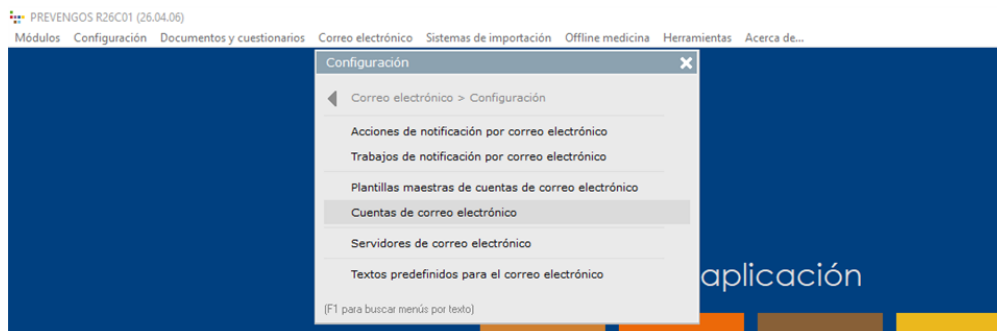 PREVENGOS R26C01 (26.04.06)
Módulos Configuración Documentos y cuestionarios Correo electrónico Sistemas de importación Offline medicina Herramientas Acerca de...
Configuración
Correo electrónico > Configuración
Acciones de notificación por correo electrónico
Trabajos de notificación por correo electrónico
Plantillas maestras de cuentas de correo electrónico
Cuentas de correo electrónico
Servidores de correo electrónico
Textos predefinidos para el correo electrónico
aplicación
(F1 para buscar menús por texto)